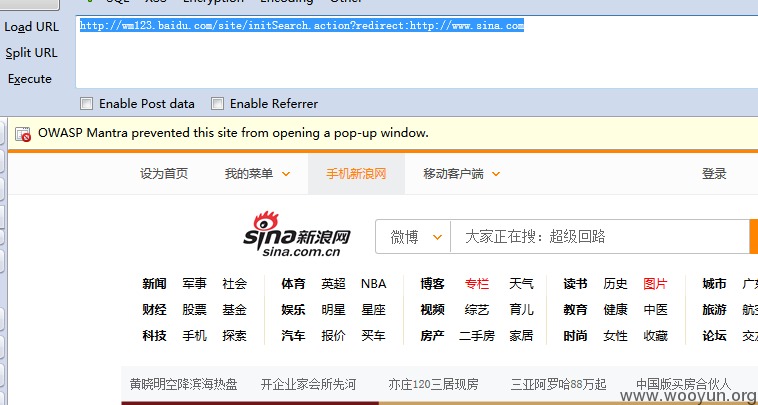 SQL XSS Encryption Encoding Other
Load URL
http://wm123.baidu.com/site/initSearch.action?redirect:http://www.sina.com
Split URL
Execute
Enable Post data Enable Referrer
OWASP Mantra prevented this site from opening a pop-up window.
设为首页 我的菜单 手机新浪网 移动客户端 登录
sina新浪网
sina.com.cn
微博 大家正在搜：超级回路
新闻 军事 社会 体育 英超 NBA 博客 专栏 天气 读书 历史 图片 城市
财经 股票 基金 娱乐 明星 星座 视频 综艺 育儿 教育 健康 中医 旅游
科技 手机 探索 汽车 报价 买车 房产 二手房 家居 时尚 女性 收藏 论坛
黄晓明空降滨海热盘 开企业家会所先河 亦庄120三居现房 三亚阿罗哈88万起 中国版买房合伙人
www.wooyun.org